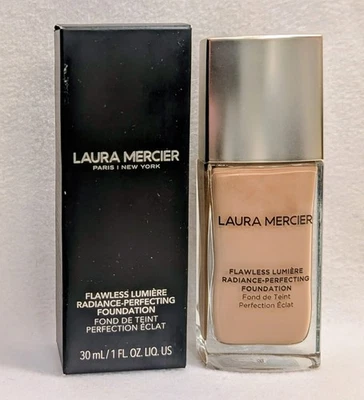 LAURA MERCIER
PARIS | NEW YORK
FLAWLESS LUMIÈRE
RADIANCE-PERFECTING
FOUNDATION
FOND DE TEINT
PERFECTION ÉCLAT
30 mL/1 FL. OZ. LIQ. US
LAURA MERCIER
FLAWLESS LUMIÈRE
RADIANCE-PERFECTING
FOUNDATION
Fond de Teint
Perfection Éclat